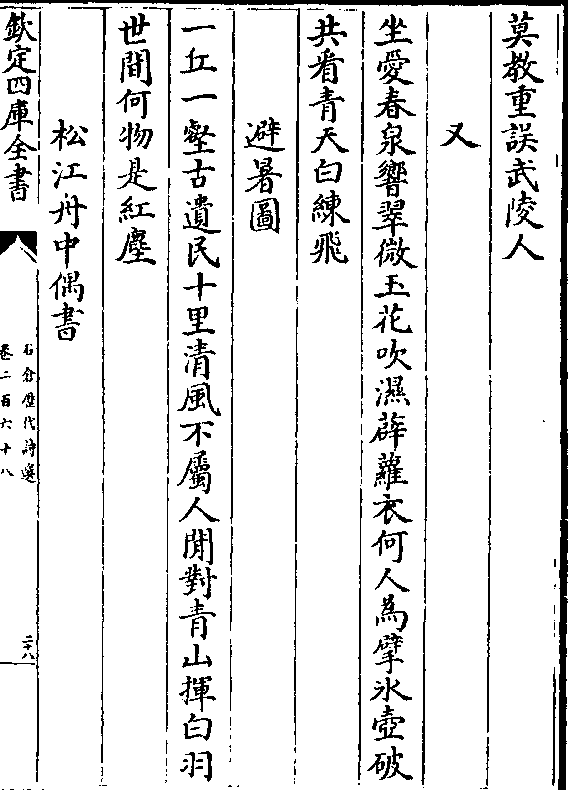 莫教重誤武陵人
又
坐愛春泉響翠微玉花吹濕薜蘿衣何人為擘氷壺破
共看青天白練飛
避暑圖
一丘一壑古遺民十里清風不屬人閒對青山揮白羽
世間何物是紅塵
松江舟中偶書
欽定四庫全書
石倉歷代詩選
卷二百六十八
二十八